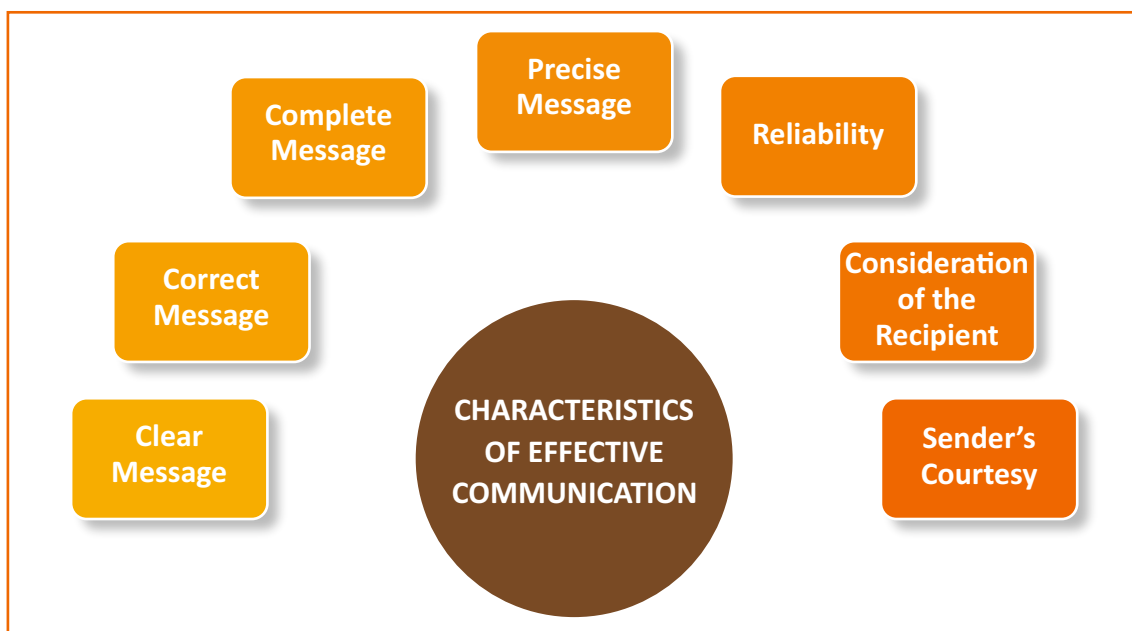 Precise
Message
Complete
Message
Reliability
Correct
Message
Consideration
of the
Recipient
Clear
Message
CHARACTERISTICS
OF EFFECTIVE
COMMUNICATION
Sender’s
Courtesy